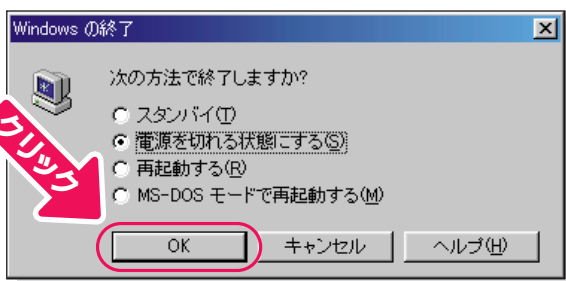 Windows の終了
次の方法で終了しますか?
スタンバイ(T)
電源を切れる状態にする(S)
再起動する(R)
MS-DOS モードで再起動する(M)
クリック
OK キャンセル ヘルプ(H)